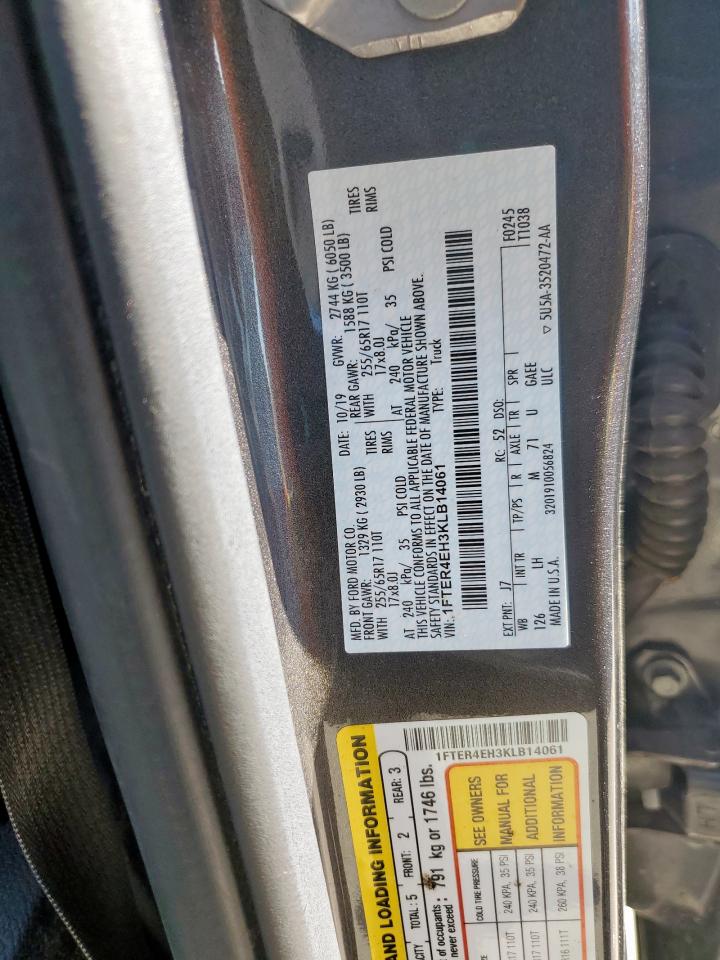 MFD. BY FORD MOTOR CO.
DATE: 10/19 GVWR: 2744 KG ( 6050 LB)
FRONT GAWR: 1329 KG ( 2930 LB) REAR GAWR: 1588 KG ( 3500 LB)
WITH 255/65R17 110T TIRES WITH 255/65R17 110T TIRES
17x8.0J RIMS 17x8.0J RIMS
AT 240 kPa/ 35 PSI COLD AT 240 kPa/ 35 PSI COLD
THIS VEHICLE CONFORMS TO ALL APPLICABLE FEDERAL MOTOR VEHICLE
SAFETY STANDARDS IN EFFECT ON THE DATE OF MANUFACTURE SHOWN ABOVE.
VIN: 1FTER4EH3KLB14061 TYPE: Truck
EXT PNT: J7 RC: 52 DSO: F0245
T1038
WB INT TR TP/PS R AXLE TR SPR
126 LH M 71 U GAEE
ULC
3201910056824
MADE IN U.S.A. ▽ 5U5A-3520472-AA
1FTER4EH3KLB14061
AND LOADING INFORMATION
TOTAL: 5 FRONT: 2 REAR: 3
of occupants
never exceed : 791 kg or 1746 lbs.
COLD TIRE PRESSURE SEE OWNERS
240 KPA, 35 PSI MANUAL FOR
240 KPA, 35 PSI ADDITIONAL
260 KPA, 38 PSI INFORMATION